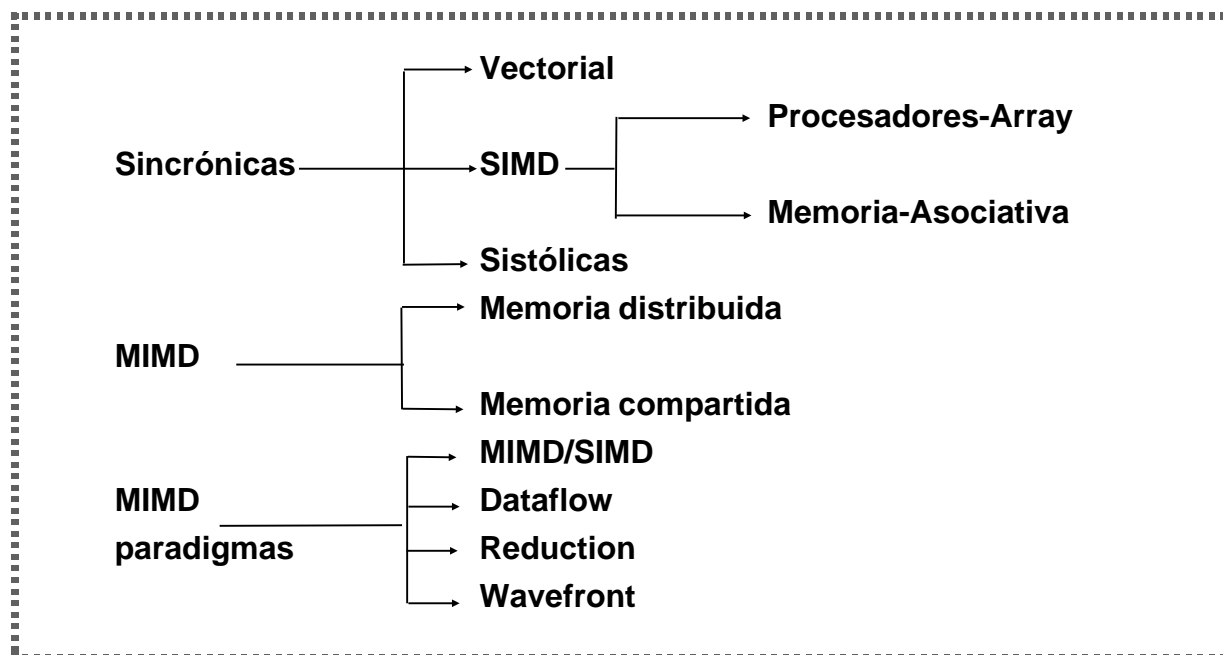 Vectorial
Procesadores-Array
Sincrónicas
SIMD
Memoria-Asociativa
Sistólicas
Memoria distribuida
MIMD
Memoria compartida
MIMD/SIMD
MIMD
paradigmas
Dataflow
Reduction
Wavefront